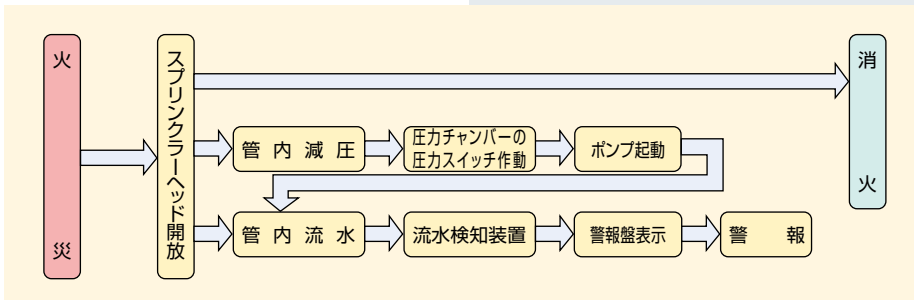 火災
スプリンクラーヘッド開放
消火
管内減圧
圧力チャンバーの
圧力スイッチ作動
ポンプ起動
管内流水
流水検知装置
警報盤表示
警報